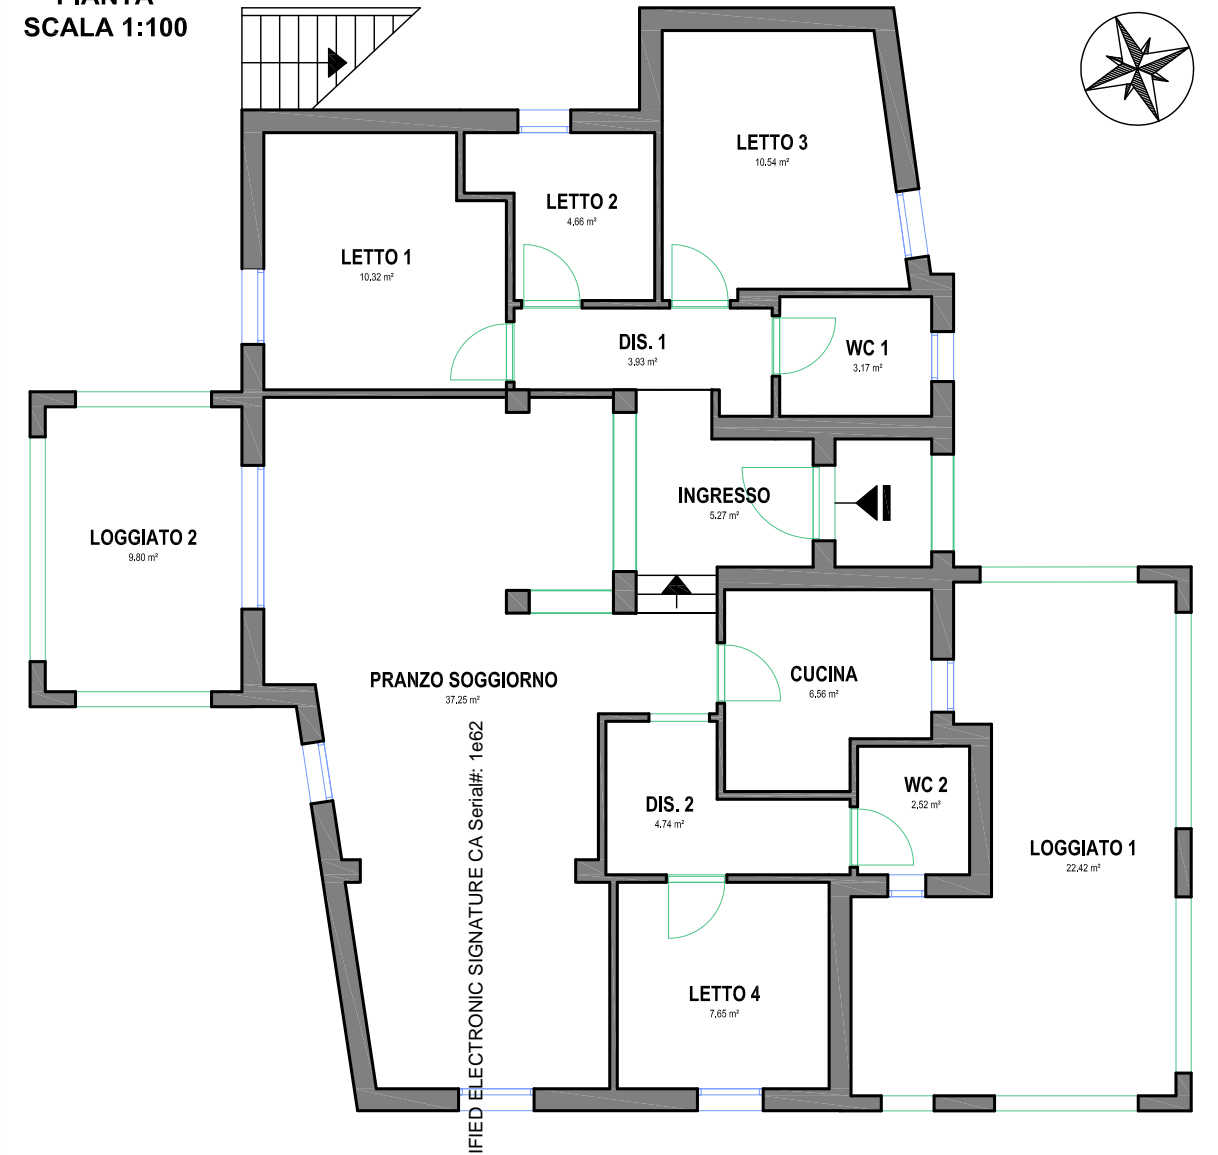 PIANTA
SCALA 1:100
LETTO 3
10.54 m²
LETTO 2
4.66 m²
LETTO 1
10.32 m²
DIS. 1
3.93 m²
WC 1
3.17 m²
INGRESSO
5.27 m²
LOGGIATO 2
9.80 m²
PRANZO SOGGIORNO
37.25 m²
CUCINA
6.56 m²
WC 2
2.52 m²
DIS. 2
4.74 m²
LOGGIATO 1
22.42 m²
LETTO 4
7.65 m²
IFIED ELECTRONIC SIGNATURE CA Serial#: 1e62